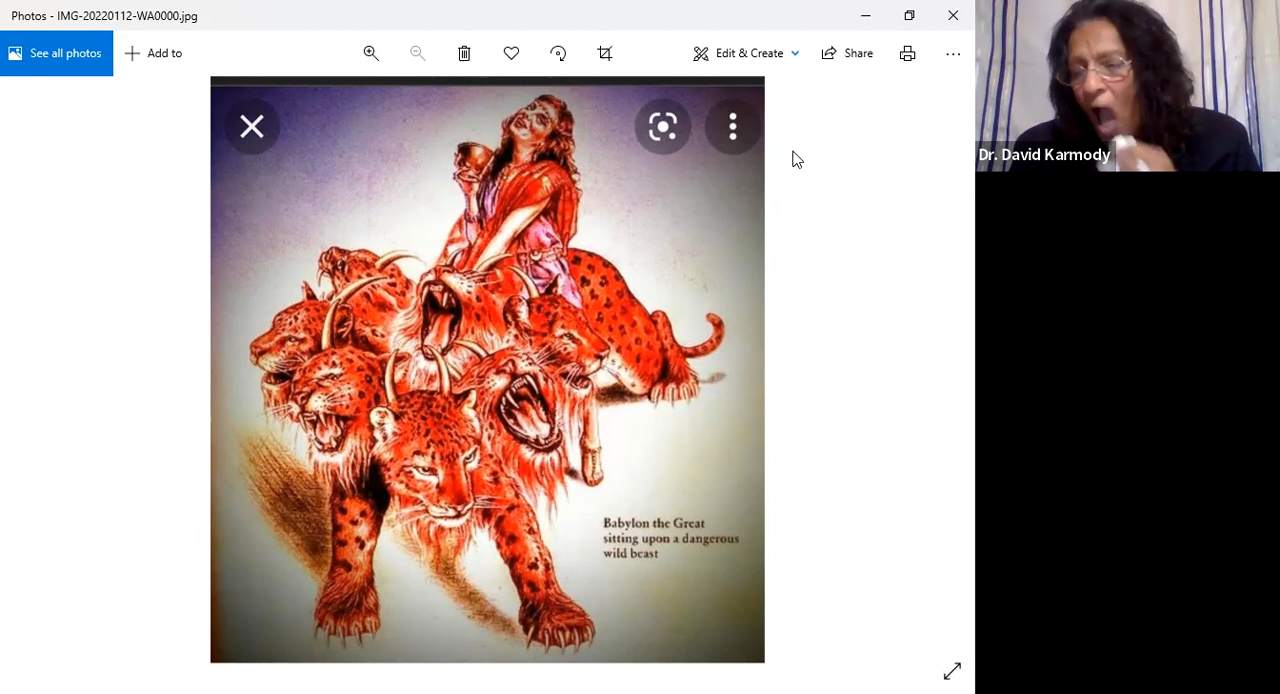 Photos - IMG-20220112-WA0000.jpg
See all photos
Add to
Edit & Create
Share
Dr. David Karmody
Babylon the Great
sitting upon a dangerous
wild beast